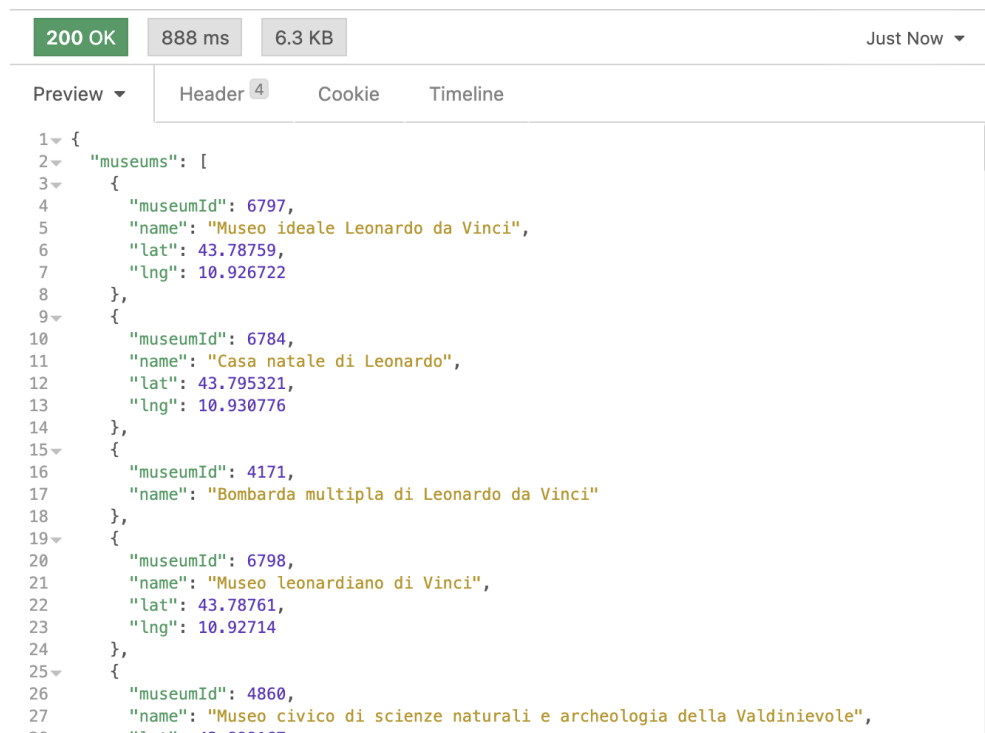 200 OK 888 ms 6.3 KB Just Now
Preview Header 4 Cookie Timeline
1 {
2 "museums": [
3 {
4 "museumId": 6797,
5 "name": "Museo ideale Leonardo da Vinci",
6 "lat": 43.78759,
7 "lng": 10.926722
8 },
9 {
10 "museumId": 6784,
11 "name": "Casa natale di Leonardo",
12 "lat": 43.795321,
13 "lng": 10.930776
14 },
15 {
16 "museumId": 4171,
17 "name": "Bombarda multipla di Leonardo da Vinci"
18 },
19 {
20 "museumId": 6798,
21 "name": "Museo leonardiano di Vinci",
22 "lat": 43.78761,
23 "lng": 10.92714
24 },
25 {
26 "museumId": 4860,
27 "name": "Museo civico di scienze naturali e archeologia della Valdinievole",